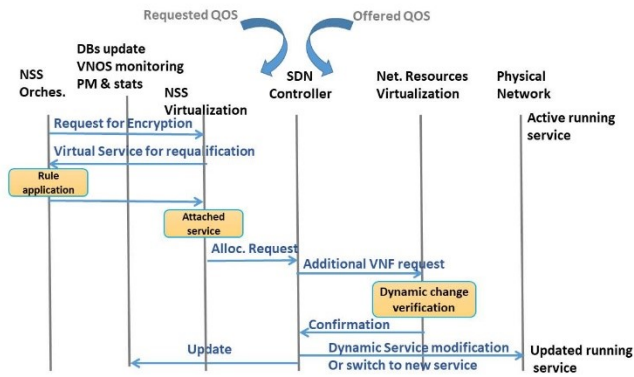 Requested QOS
Offered QOS
DBs update
VNOS monitoring
PM & stats
NSS
Orches.
NSS
Virtualization
SDN
Controller
Net. Resources
Virtualization
Physical
Network
Active running
service
Request for Encryption
Virtual Service for requalification
Rule
application
Attached
service
Alloc. Request
Additional VNF request
Dynamic change
verification
Confirmation
Update
Dynamic Service modification
Or switch to new service
Updated running
service